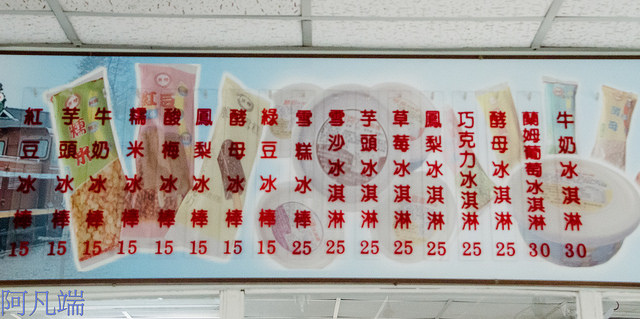 紅豆冰棒 15
芋頭冰棒 15
牛奶冰棒 15
糯米冰棒 15
酸梅冰棒 15
鳳梨冰棒 15
酵母冰棒 15
綠豆冰棒 15
雪糕冰棒 25
雪沙冰淇淋 25
芋頭冰淇淋 25
草莓冰淇淋 25
鳳梨冰淇淋 25
巧克力冰淇淋 25
酵母冰淇淋 25
蘭姆葡萄冰淇淋 30
牛奶冰淇淋 30
阿凡端